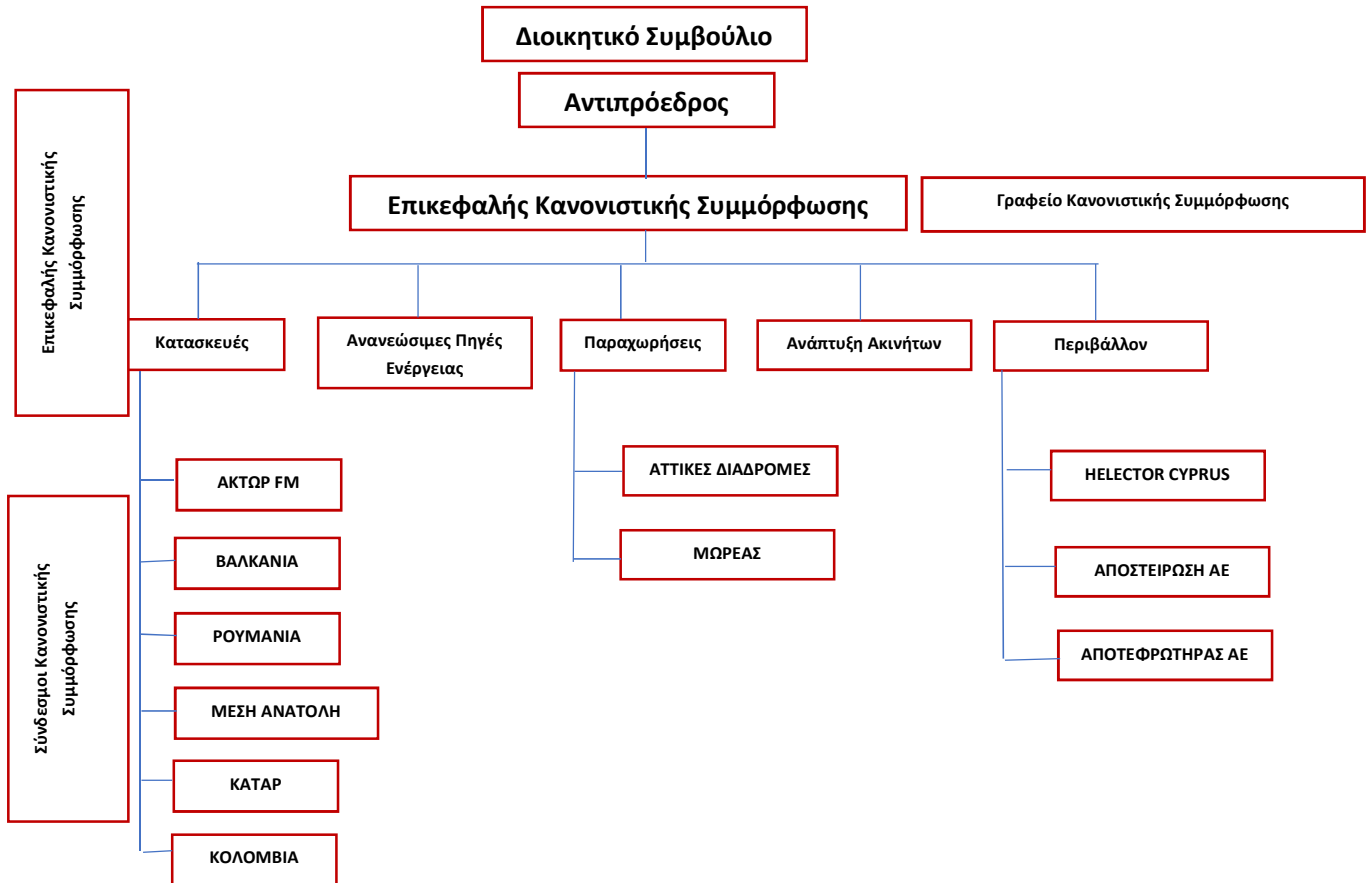 Διοικητικό Συμβούλιο
Αντιπρόεδρος
Επικεφαλής Κανονιστικής
Συμμόρφωσης
Επικεφαλής Κανονιστικής Συμμόρφωσης
Γραφείο Κανονιστικής Συμμόρφωσης
Κατασκευές
Ανανεώσιμες Πηγές
Ενέργειας
Παραχωρήσεις
Ανάπτυξη Ακινήτων
Περιβάλλον
Σύνδεσμοι Κανονιστικής
Συμμόρφωσης
ΑΚΤΩΡ FM
ΒΑΛΚΑΝΙΑ
ΡΟΥΜΑΝΙΑ
ΜΕΣΗ ΑΝΑΤΟΛΗ
ΚΑΤΑΡ
ΚΟΛΟΜΒΙΑ
ΑΤΤΙΚΕΣ ΔΙΑΔΡΟΜΕΣ
ΜΩΡΕΑΣ
HELECTOR CYPRUS
ΑΠΟΣΤΕΙΡΩΣΗ ΑΕ
ΑΠΟΤΕΦΡΩΤΗΡΑΣ ΑΕ